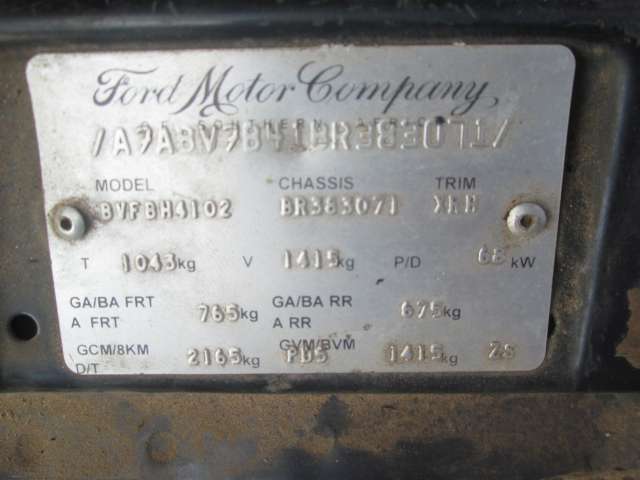 Ford Motor Company,
MODEL CHASSIS TRIM
BVFBH4102 BR383071
T 1043kg V 1415kg P/D kW
GA/BA FRT 765kg GA/BA RR 675kg
A FRT A RR
GCM/8KM 2165kg GVM/BVM 1415kg
D/T